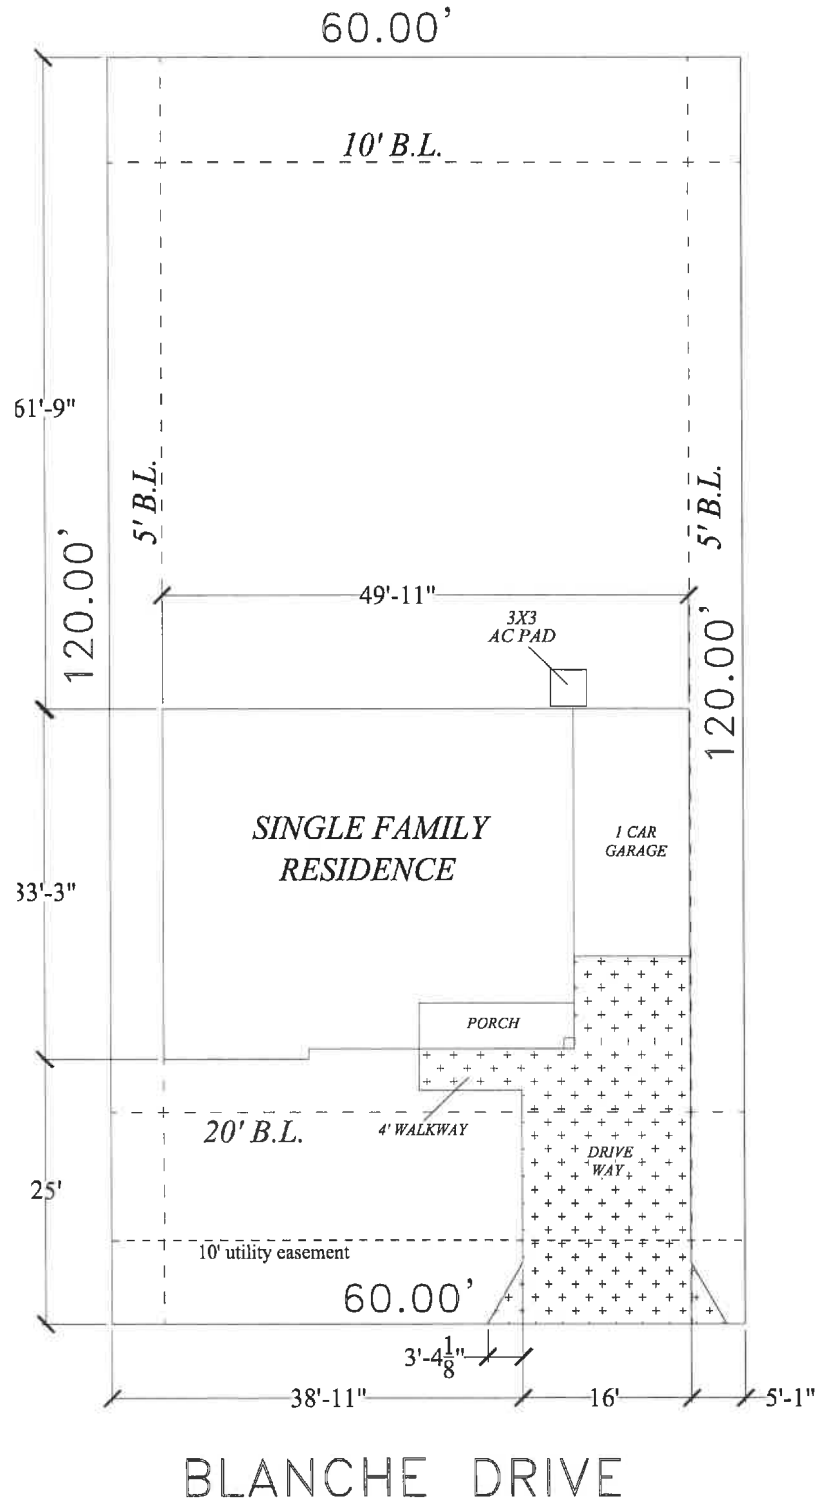 60.00'
10' B.L.
61'-9"
5' B.L.
5' B.L.
120.00'
49'-11"
3X3
AC PAD
120.00'
SINGLE FAMILY
RESIDENCE
1 CAR
GARAGE
33'-3"
PORCH
20' B.L.
4' WALKWAY
DRIVE
WAY
25'
10' utility easement
60.00'
3'-4 1/8"
38'-11"
16'
5'-1"
BLANCHE DRIVE